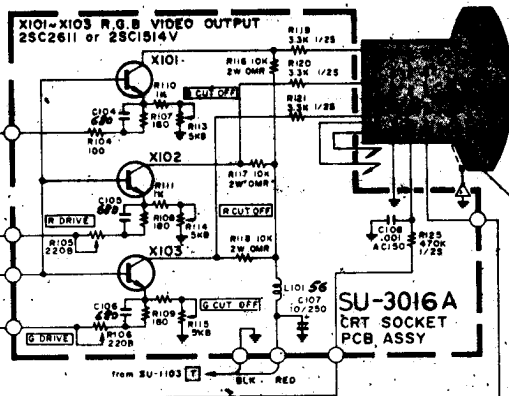 X101~X103 R,G.B VIDEO OUTPUT
2SC2611 or 2SC1514V
X101
R110
1K
B CUT OFF
C104
680
R104
100
R107
180
R113
5KB
R116 10K
2W OMR
R119
3.3K 1/2S
R120
3.3K 1/2S
R121
3.3K 1/2S
X102
R111
1K
R DRIVE
C105
680
R105
220B
R108
180
R114
5KB
R117 10K
2W "OMR"
R CUT OFF
R118 10K
2W OMR
X103
C106
680
G DRIVE
R106
220B
R109
180
R115
5KB
G CUT OFF
L101 56
C107
10/250
C108
.001
AC150
R125
470K
1/2S
SU-3016A
CRT SOCKET
PCB ASSY
from SU-1103 T
BLK
RED